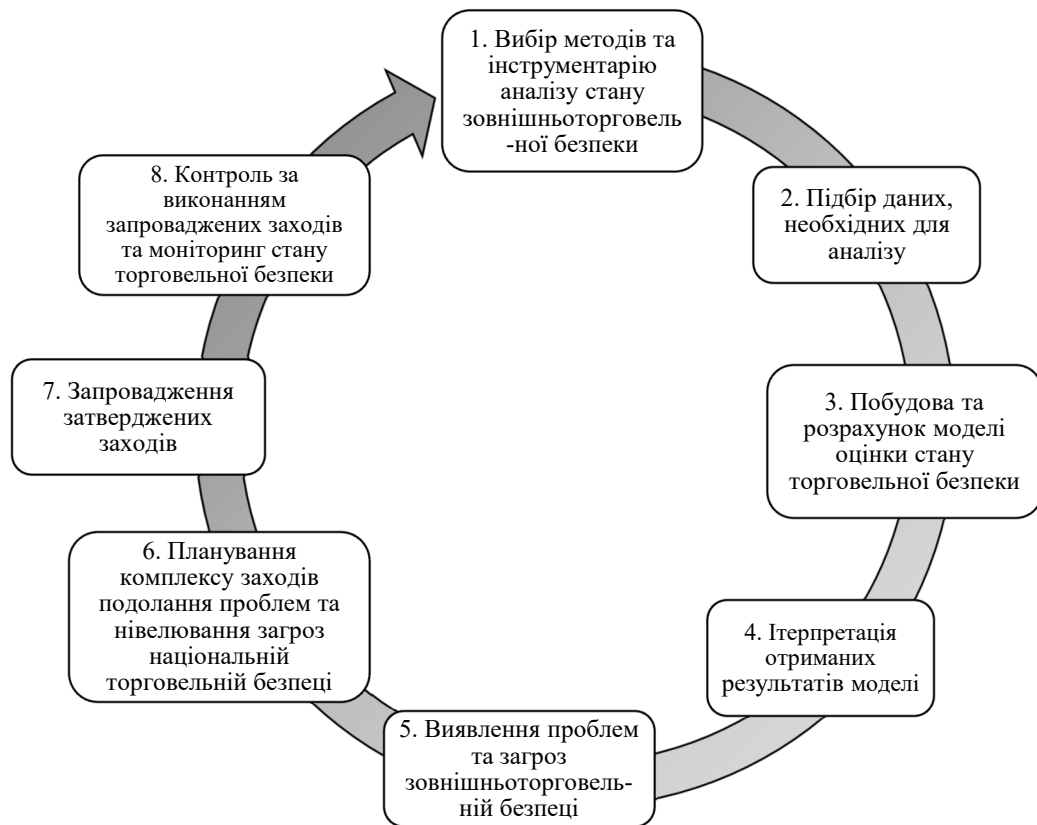 1. Вибір методів та
інструментарію
аналізу стану
зовнішньоторговель
-ної безпеки
2. Підбір даних,
необхідних для
аналізу
3. Побудова та
розрахунок моделі
оцінки стану
торговельної безпеки
4. Ітерпретація
отриманих
результатів моделі
5. Виявлення проблем
та загроз
зовнішньоторговель-
ній безпеці
6. Планування
комплексу заходів
подолання проблем та
нівелювання загроз
національній
торговельній безпеці
7. Запровадження
затверджених
заходів
8. Контроль за
виконанням
запроваджених заходів
та моніторинг стану
торговельної безпеки